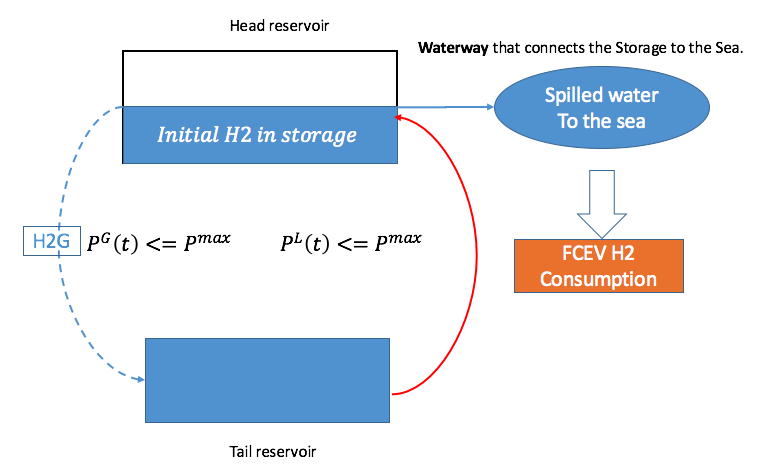 Head reservoir
Waterway that connects the Storage to the Sea.
Spilled water
To the sea
Initial H2 in storage
H2G
P^G(t) <= P^max
P^L(t) <= P^max
FCEV H2
Consumption
Tail reservoir